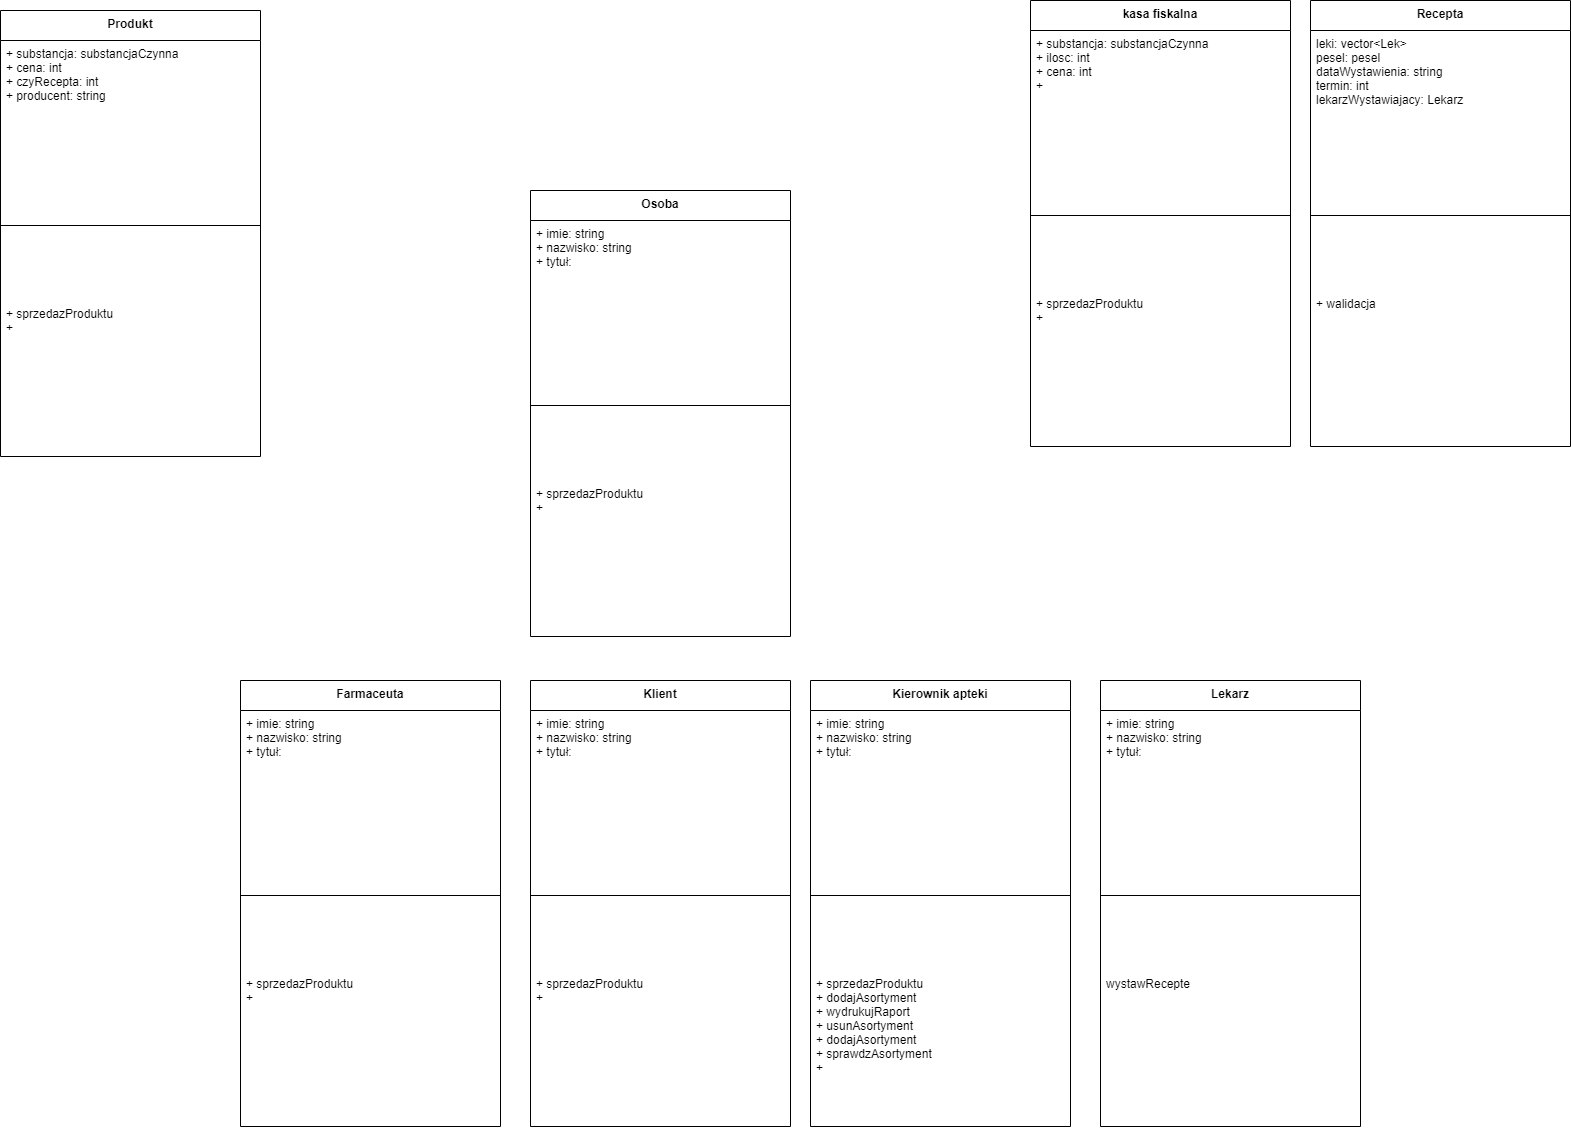 Produkt
+ substancja: substancjaCzynna
+ cena: int
+ czyRecepta: int
+ producent: string
+ sprzedazProduktu
+
Osoba
+ imie: string
+ nazwisko: string
+ tytuł:
+ sprzedazProduktu
+
kasa fiskalna
+ substancja: substancjaCzynna
+ ilosc: int
+ cena: int
+
+ sprzedazProduktu
+
Recepta
leki: vector<Lek>
pesel: pesel
dataWystawienia: string
termin: int
lekarzWystawiajacy: Lekarz
+ walidacja
Farmaceuta
+ imie: string
+ nazwisko: string
+ tytuł:
+ sprzedazProduktu
+
Klient
+ imie: string
+ nazwisko: string
+ tytuł:
+ sprzedazProduktu
+
Kierownik apteki
+ imie: string
+ nazwisko: string
+ tytuł:
+ sprzedazProduktu
+ dodajAsortyment
+ wydrukujRaport
+ usunAsortyment
+ dodajAsortyment
+ sprawdzAsortyment
+
Lekarz
+ imie: string
+ nazwisko: string
+ tytuł:
wystawRecepte